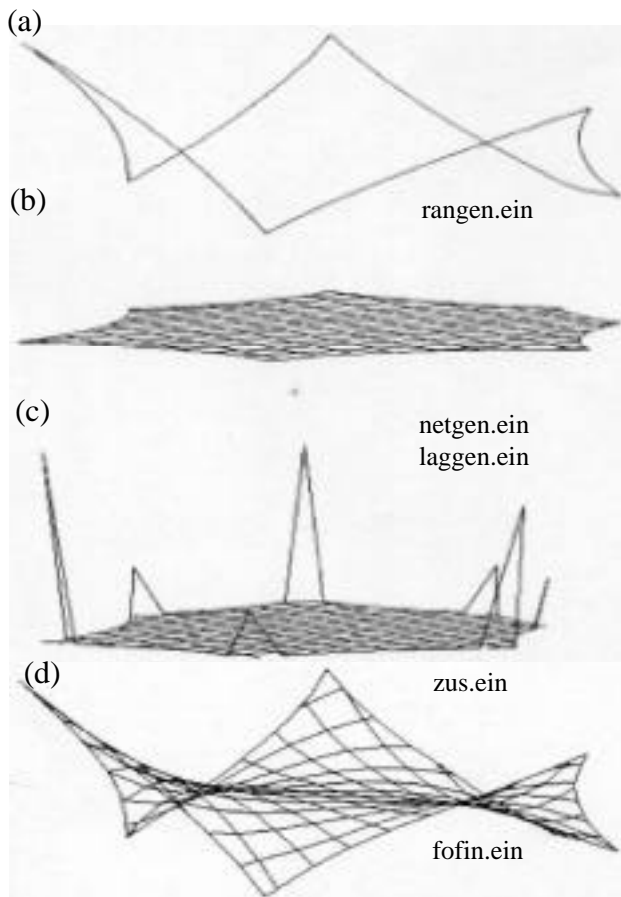 (a)
(b)
rangen.ein
(c)
netgen.ein
laggen.ein
(d)
zus.ein
fofin.ein